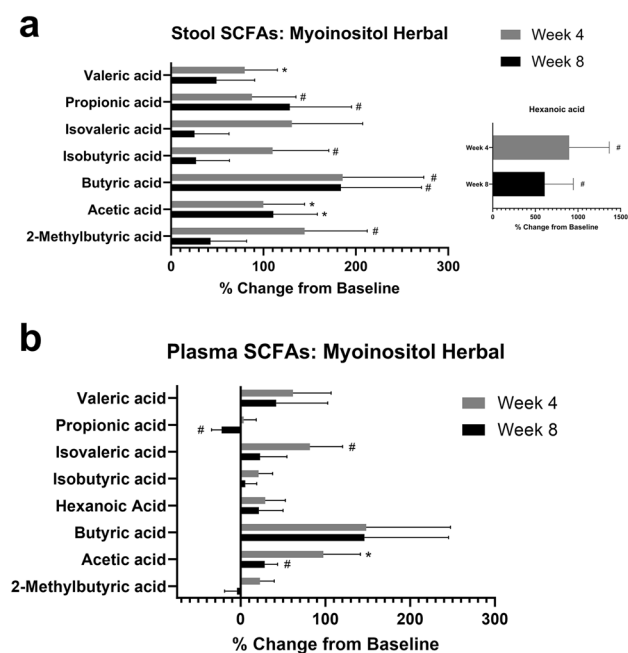 a
Stool SCFAs: Myoinositol Herbal
Week 4
Week 8
Valeric acid
*
Propionic acid
#
#
Isovaleric acid
Isobutyric acid
#
Butyric acid
#
#
Acetic acid
*
*
2-Methylbutyric acid
#
0 100 200 300
% Change from Baseline
Hexanoic acid
Week 4
#
Week 8
#
0 500 1000 1500
% Change from Baseline
b
Plasma SCFAs: Myoinositol Herbal
Week 4
Week 8
Valeric acid
Propionic acid
#
Isovaleric acid
#
Isobutyric acid
Hexanoic Acid
Butyric acid
Acetic acid
*
#
2-Methylbutyric acid
0 100 200 300
% Change from Baseline